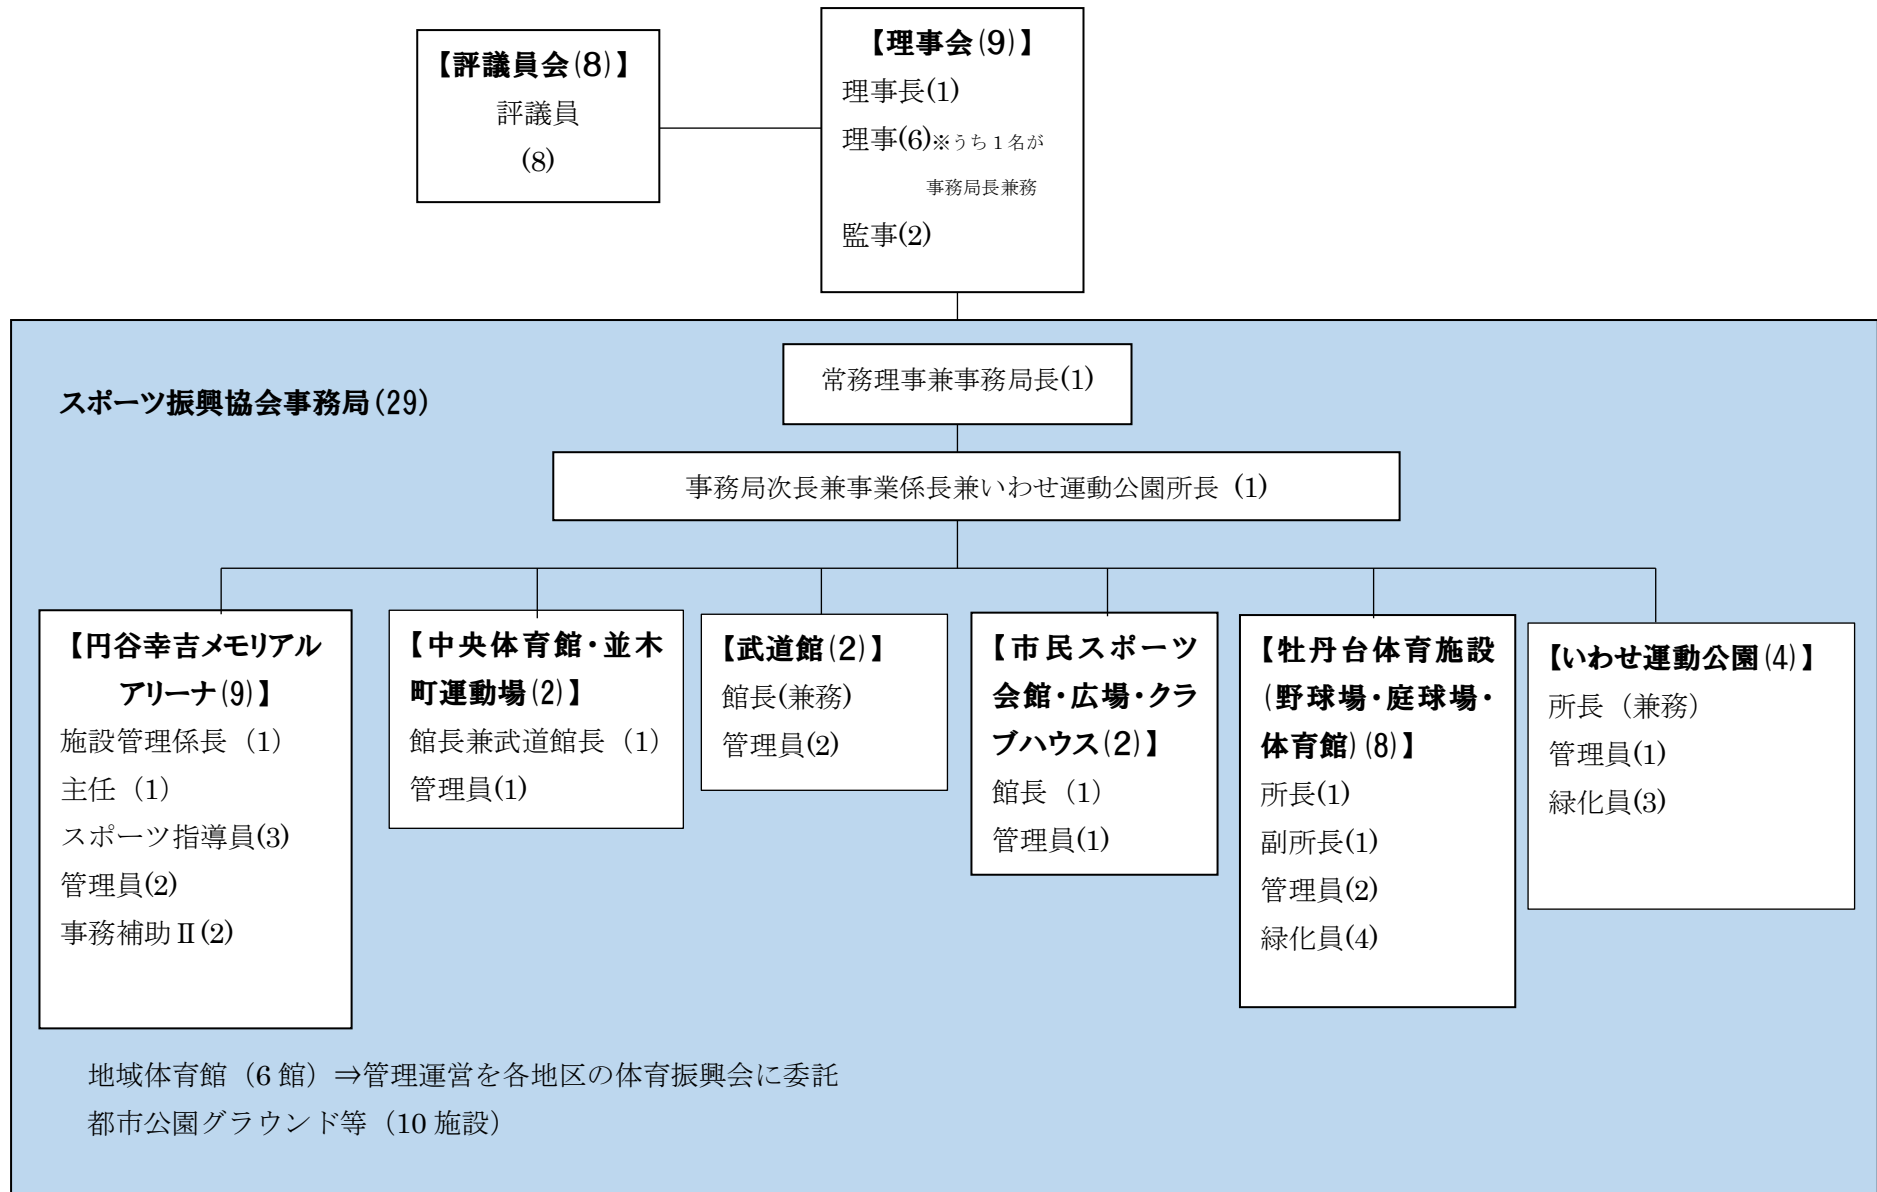 【評議員会(8)】
評議員
(8)
【理事会(9)】
理事長(1)
理事(6)※うち1名が
事務局長兼務
監事(2)
スポーツ振興協会事務局(29)
常務理事兼事務局長(1)
事務局次長兼事業係長兼いわせ運動公園所長 (1)
【円谷幸吉メモリアル
アリーナ(9)】
施設管理係長(1)
主任(1)
スポーツ指導員(3)
管理員(2)
事務補助Ⅱ(2)
【中央体育館・並木
町運動場(2)】
館長兼武道館長(1)
管理員(1)
【武道館(2)】
館長(兼務)
管理員(2)
【市民スポーツ
会館・広場・クラ
ブハウス(2)】
館長(1)
管理員(1)
【牡丹台体育施設
(野球場・庭球場・
体育館)(8)】
所長(1)
副所長(1)
管理員(2)
緑化員(4)
【いわせ運動公園(4)】
所長(兼務)
管理員(1)
緑化員(3)
地域体育館(6館)⇒管理運営を各地区の体育振興会に委託
都市公園グラウンド等(10施設)